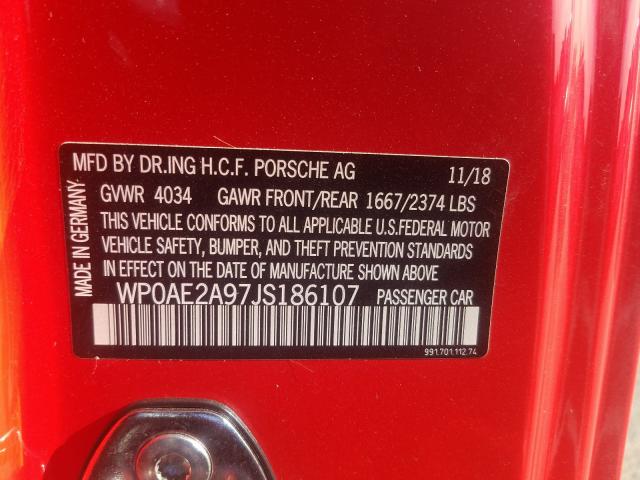 MFD BY DR.ING H.C.F. PORSCHE AG 11/18
GVWR 4034 GAWR FRONT/REAR 1667/2374 LBS
THIS VEHICLE CONFORMS TO ALL APPLICABLE U.S.FEDERAL MOTOR
VEHICLE SAFETY, BUMPER, AND THEFT PREVENTION STANDARDS
IN EFFECT ON THE DATE OF MANUFACTURE SHOWN ABOVE
WP0AE2A97JS186107 PASSENGER CAR
991.701.112.74
MADE IN GERMANY